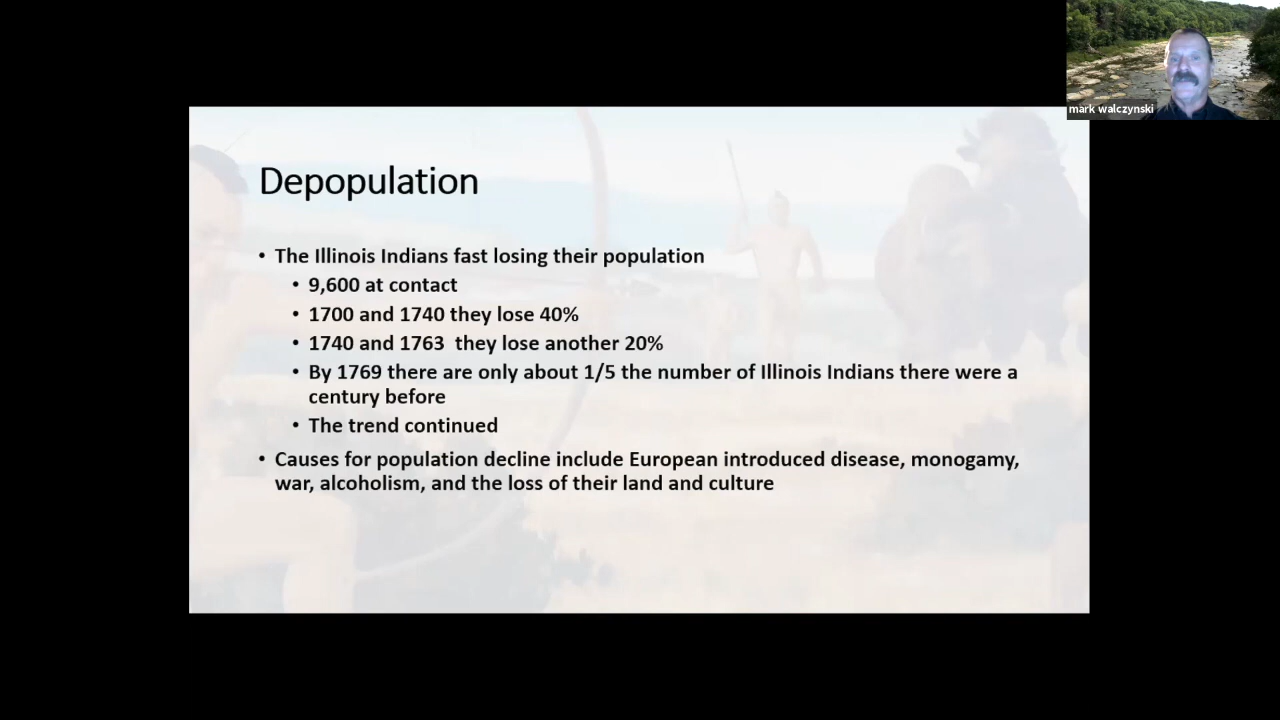 mark walczynski
Depopulation
• The Illinois Indians fast losing their population
• 9,600 at contact
• 1700 and 1740 they lose 40%
• 1740 and 1763  they lose another 20%
• By 1769 there are only about 1/5 the number of Illinois Indians there were a
century before
• The trend continued
• Causes for population decline include European introduced disease, monogamy,
war, alcoholism, and the loss of their land and culture